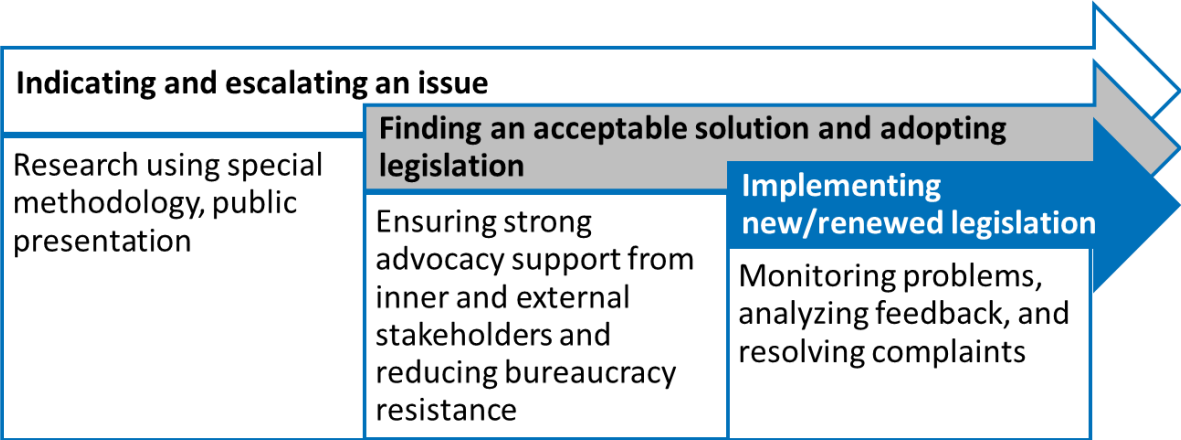 Indicating and escalating an issue
Research using special
methodology, public
presentation
Finding an acceptable solution and adopting
legislation
Ensuring strong
advocacy support from
inner and external
stakeholders and
reducing bureaucracy
resistance
Implementing
new/renewed legislation
Monitoring problems,
analyzing feedback, and
resolving complaints